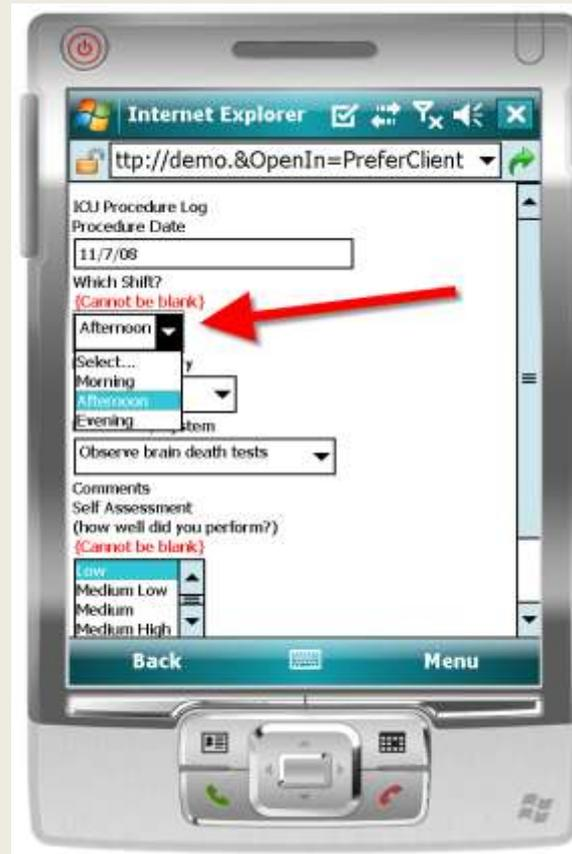 Internet Explorer
ttp://demo.&OpenIn=PreferClient
ICU Procedure Log
Procedure Date
11/7/08
Which Shift?
{Cannot be blank}
Afternoon
Select...
Morning
Afternoon
Evening
Observe brain death tests
Comments
Self Assessment
(how well did you perform?)
{Cannot be blank}
Low
Medium Low
Medium
Medium High
Back
Menu